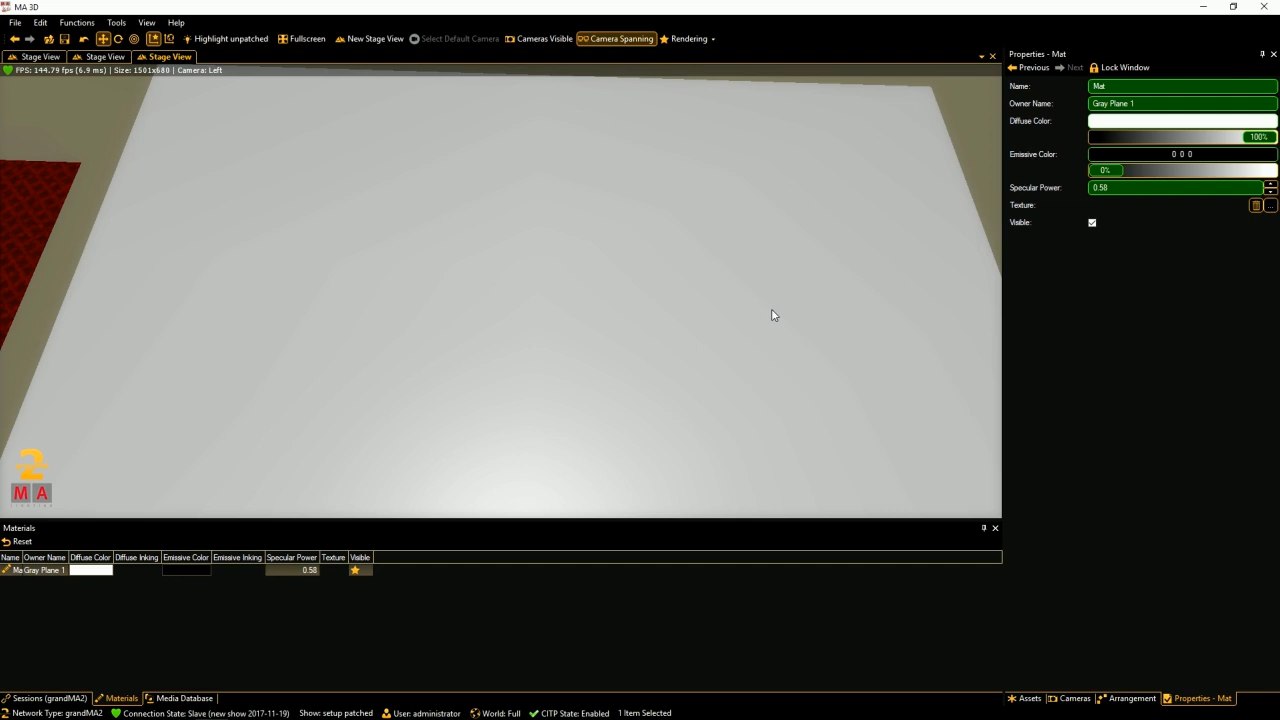 MA 3D
File Edit Functions Tools View Help
Highlight unpatched Fullscreen New Stage View Select Default Camera Cameras Visible Camera Spanning Rendering
Stage View Stage View Stage View
FPS: 144.79 fps (6.9 ms) | Size: 1501x680 | Camera: Left
Properties - Mat
Previous Next Lock Window
Name: Mat
Owner Name: Gray Plane 1
Diffuse Color:
100%
Emissive Color: 0 0 0
0%
Specular Power: 0.58
Texture: ...
Visible:
2
MA
Materials
Reset
Name Owner Name Diffuse Color Diffuse Inking Emissive Color Emissive Inking Specular Power Texture Visible
Ma Gray Plane 1 0.58
Sessions (grandMA2) Materials Media Database
Assets Cameras Arrangement Properties - Mat
Network Type: grandMA2 Connection State: Slave (new show 2017-11-19) Show: setup patched User: administrator World: Full CITP State: Enabled 1 Item Selected